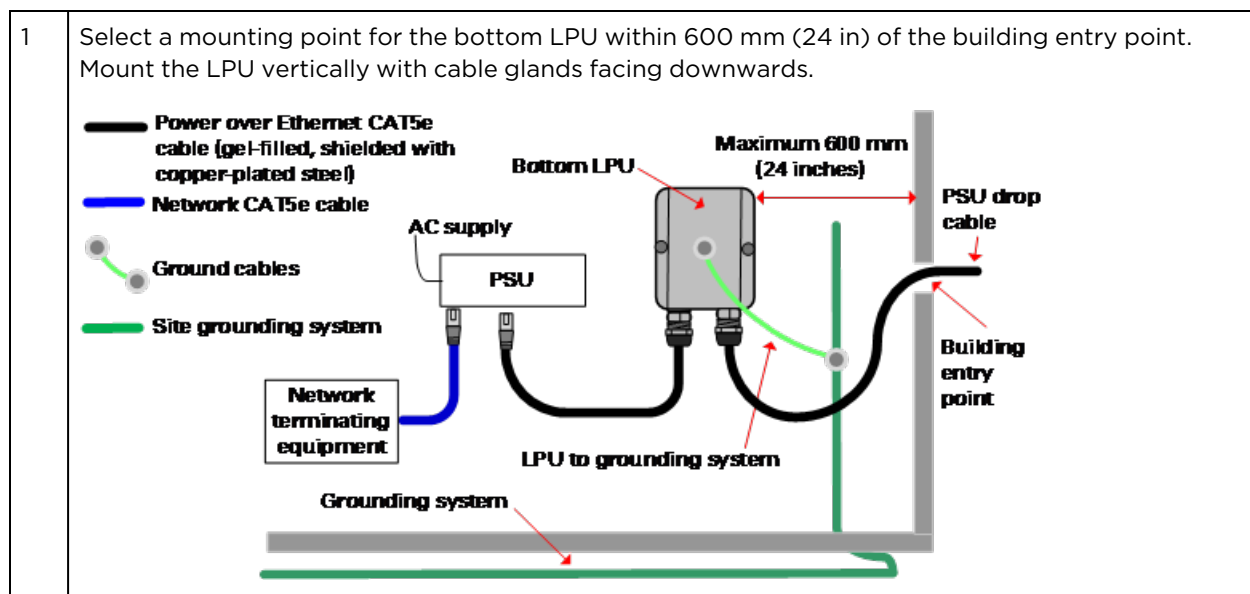 1
Select a mounting point for the bottom LPU within 600 mm (24 in) of the building entry point.
Mount the LPU vertically with cable glands facing downwards.
Power over Ethernet CAT5e
cable (gel-filled, shielded with
copper-plated steel)
Network CAT5e cable
Ground cables
Site grounding system
Bottom LPU
Maximum 600 mm
(24 inches)
PSU drop
cable
AC supply
PSU
Building
entry
point
Network
terminating
equipment
LPU to grounding system
Grounding system